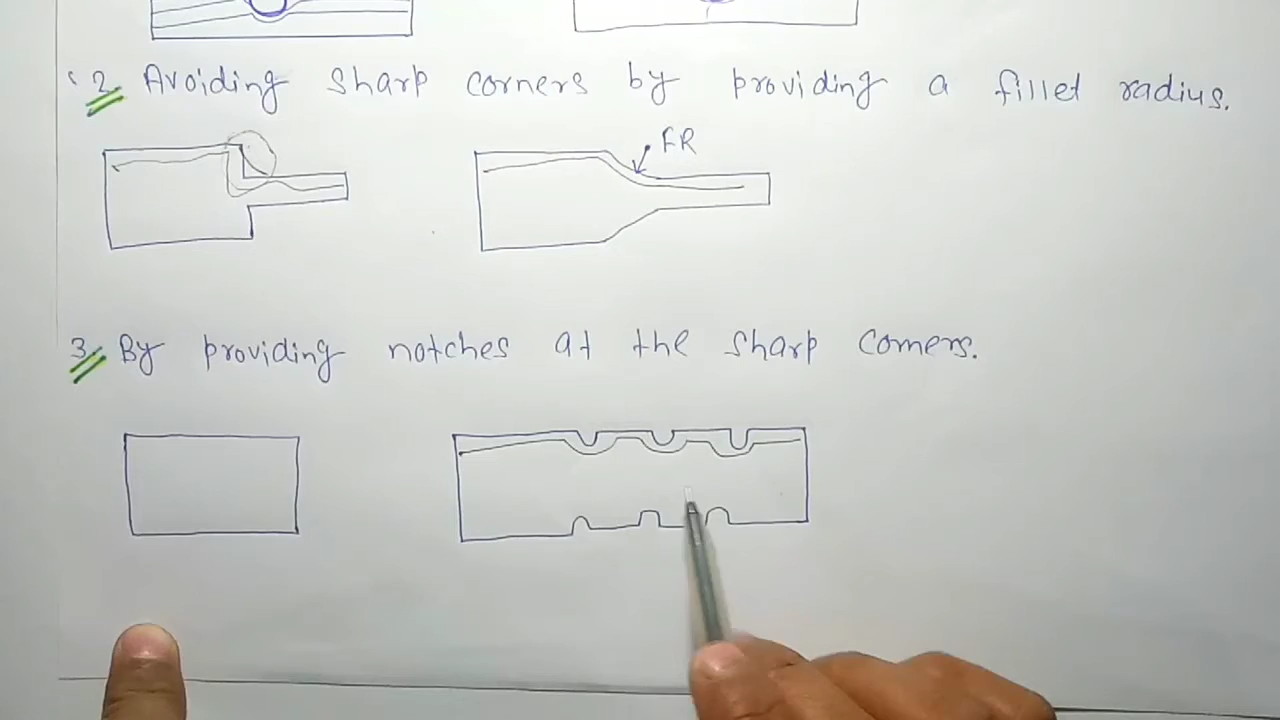 2. Avoiding sharp corners by providing a fillet radius.
FR
3. By providing notches at the sharp corners.